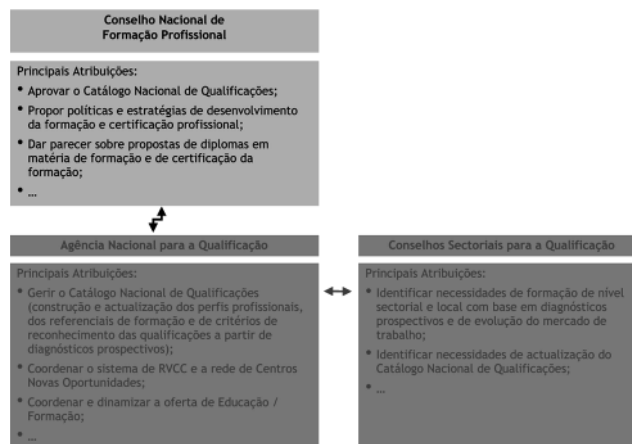 Conselho Nacional de
Formação Profissional
Principais Atribuições:
• Aprovar o Catálogo Nacional de Qualificações;
• Propor políticas e estratégias de desenvolvimento
da formação e certificação profissional;
• Dar parecer sobre propostas de diplomas em
matéria de formação e de certificação da
formação;
• ...
Agência Nacional para a Qualificação
Principais Atribuições:
• Gerir o Catálogo Nacional de Qualificações
(construção e actualização dos perfis profissionais,
dos referenciais de formação e de critérios de
reconhecimento das qualificações a partir de
diagnósticos prospectivos);
• Coordenar o sistema de RVCC e a rede de Centros
Novas Oportunidades;
• Coordenar e dinamizar a oferta de Educação /
Formação;
• ...
Conselhos Sectoriais para a Qualificação
Principais Atribuições:
• Identificar necessidades de formação de nível
sectorial e local com base em diagnósticos
prospectivos e de evolução do mercado de
trabalho;
• Identificar necessidades de actualização do
Catálogo Nacional de Qualificações;
• ...